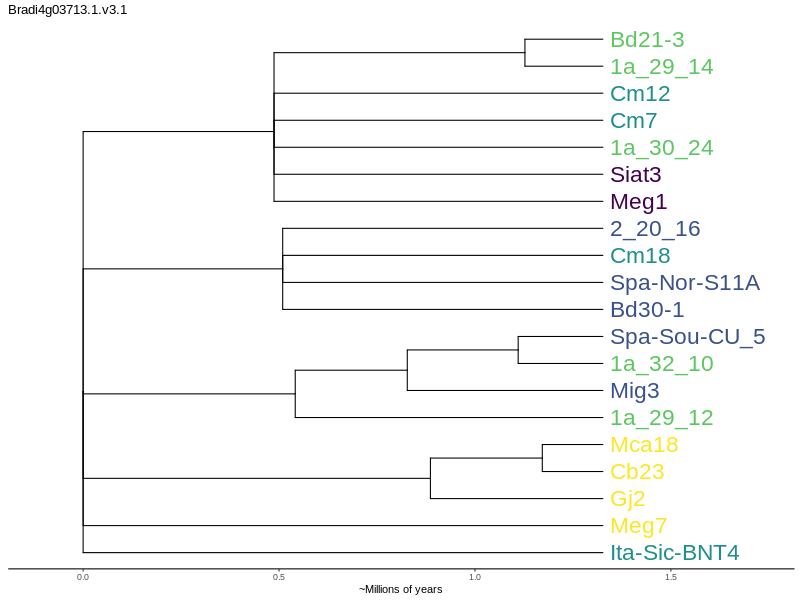 Bradi4g03713.1.v3.1
Bd21-3
1a_29_14
Cm12
Cm7
1a_30_24
Siat3
Meg1
2_20_16
Cm18
Spa-Nor-S11A
Bd30-1
Spa-Sou-CU_5
1a_32_10
Mig3
1a_29_12
Mca18
Cb23
Gj2
Meg7
Ita-Sic-BNT4
0.0 0.5 1.0 1.5
~Millions of years